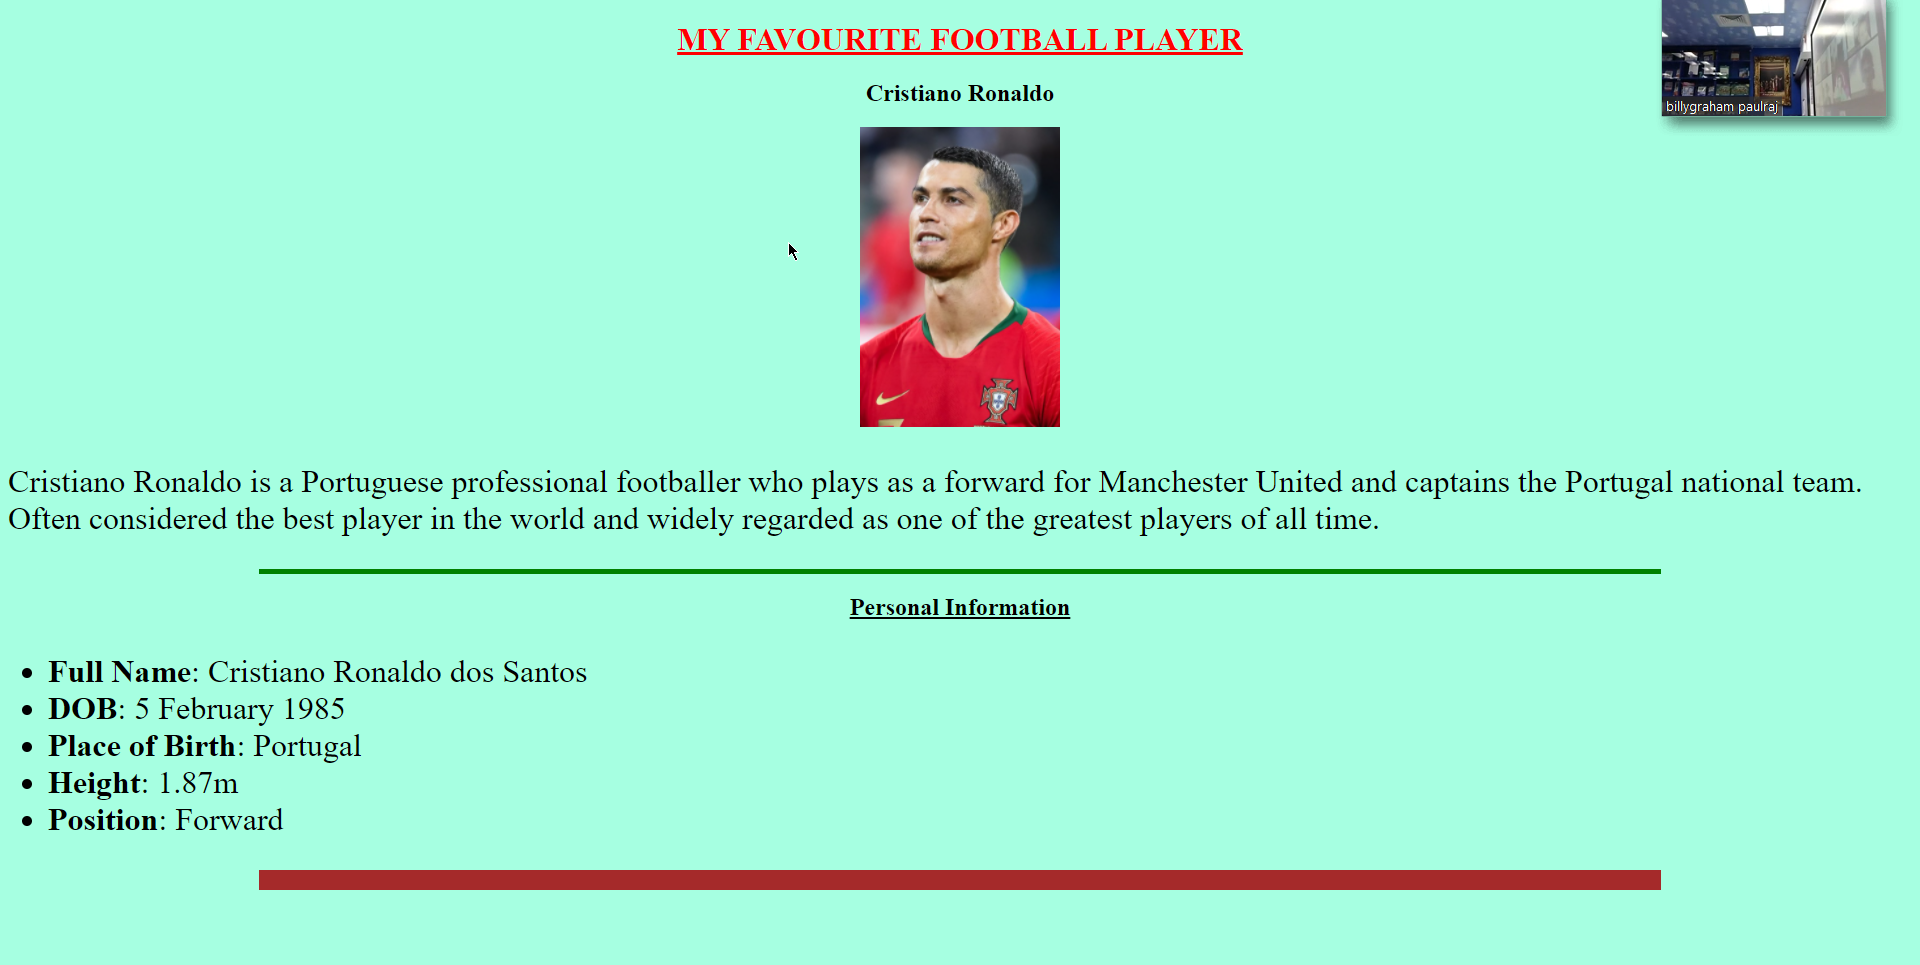 MY FAVOURITE FOOTBALL PLAYER
Cristiano Ronaldo
billygraham paulraj
Cristiano Ronaldo is a Portuguese professional footballer who plays as a forward for Manchester United and captains the Portugal national team.
Often considered the best player in the world and widely regarded as one of the greatest players of all time.
Personal Information
• Full Name: Cristiano Ronaldo dos Santos
• DOB: 5 February 1985
• Place of Birth: Portugal
• Height: 1.87m
• Position: Forward